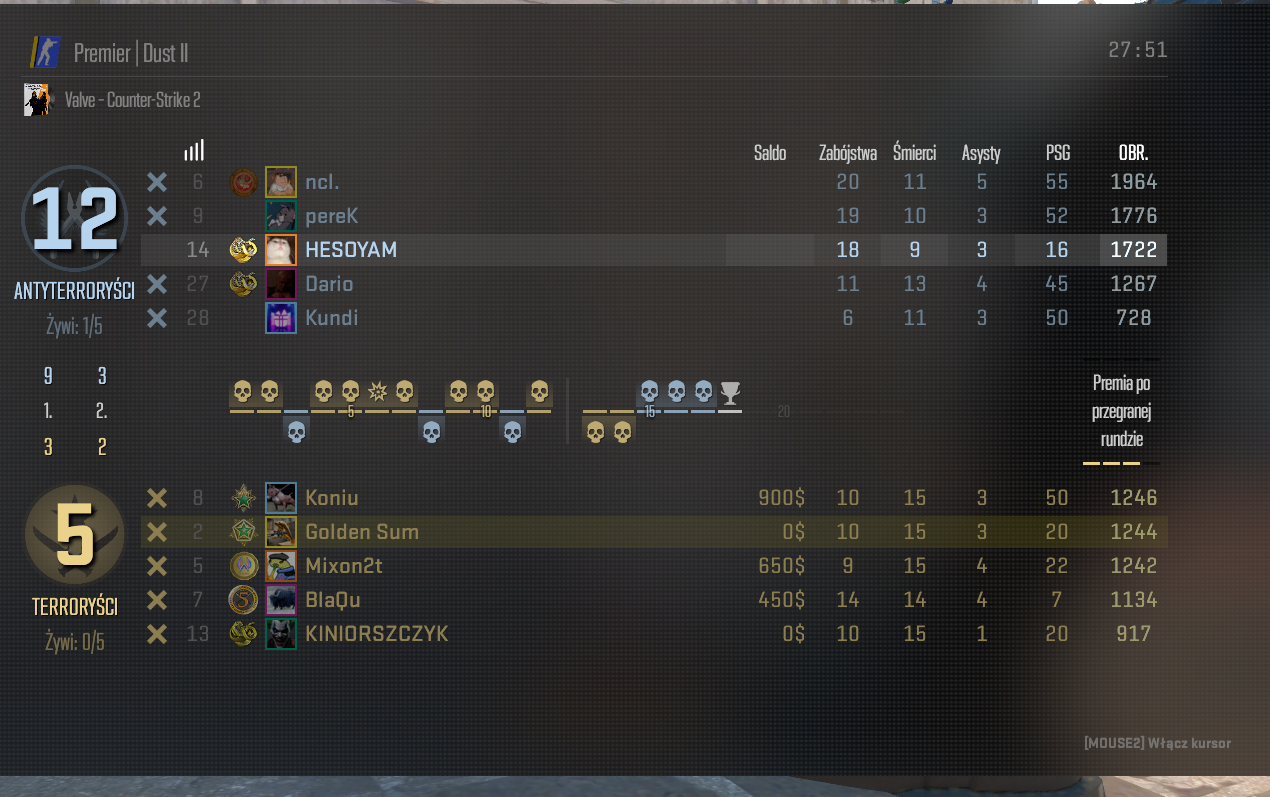 Premier | Dust II
27:51
Valve - Counter-Strike 2
Saldo Zabójstwa Śmierci Asysty PSG OBR.
12
ANTYTERRORYŚCI
Żywi: 1/5
6 ncl. 20 11 5 55 1964
9 pereK 19 10 3 52 1776
14 HESOYAM 18 9 3 16 1722
27 Dario 11 13 4 45 1267
28 Kundi 6 11 3 50 728
9 3
1. 2.
3 2
5 10 15 20
Premia po
przegranej
rundzie
5
TERRORYŚCI
Żywi: 0/5
8 Koniu 900$ 10 15 3 50 1246
2 Golden Sum 0$ 10 15 3 20 1244
5 Mixon2t 650$ 9 15 4 22 1242
7 BlaQu 450$ 14 14 4 7 1134
13 KINIORSZCZYK 0$ 10 15 1 20 917
[MOUSE2] Włącz kursor